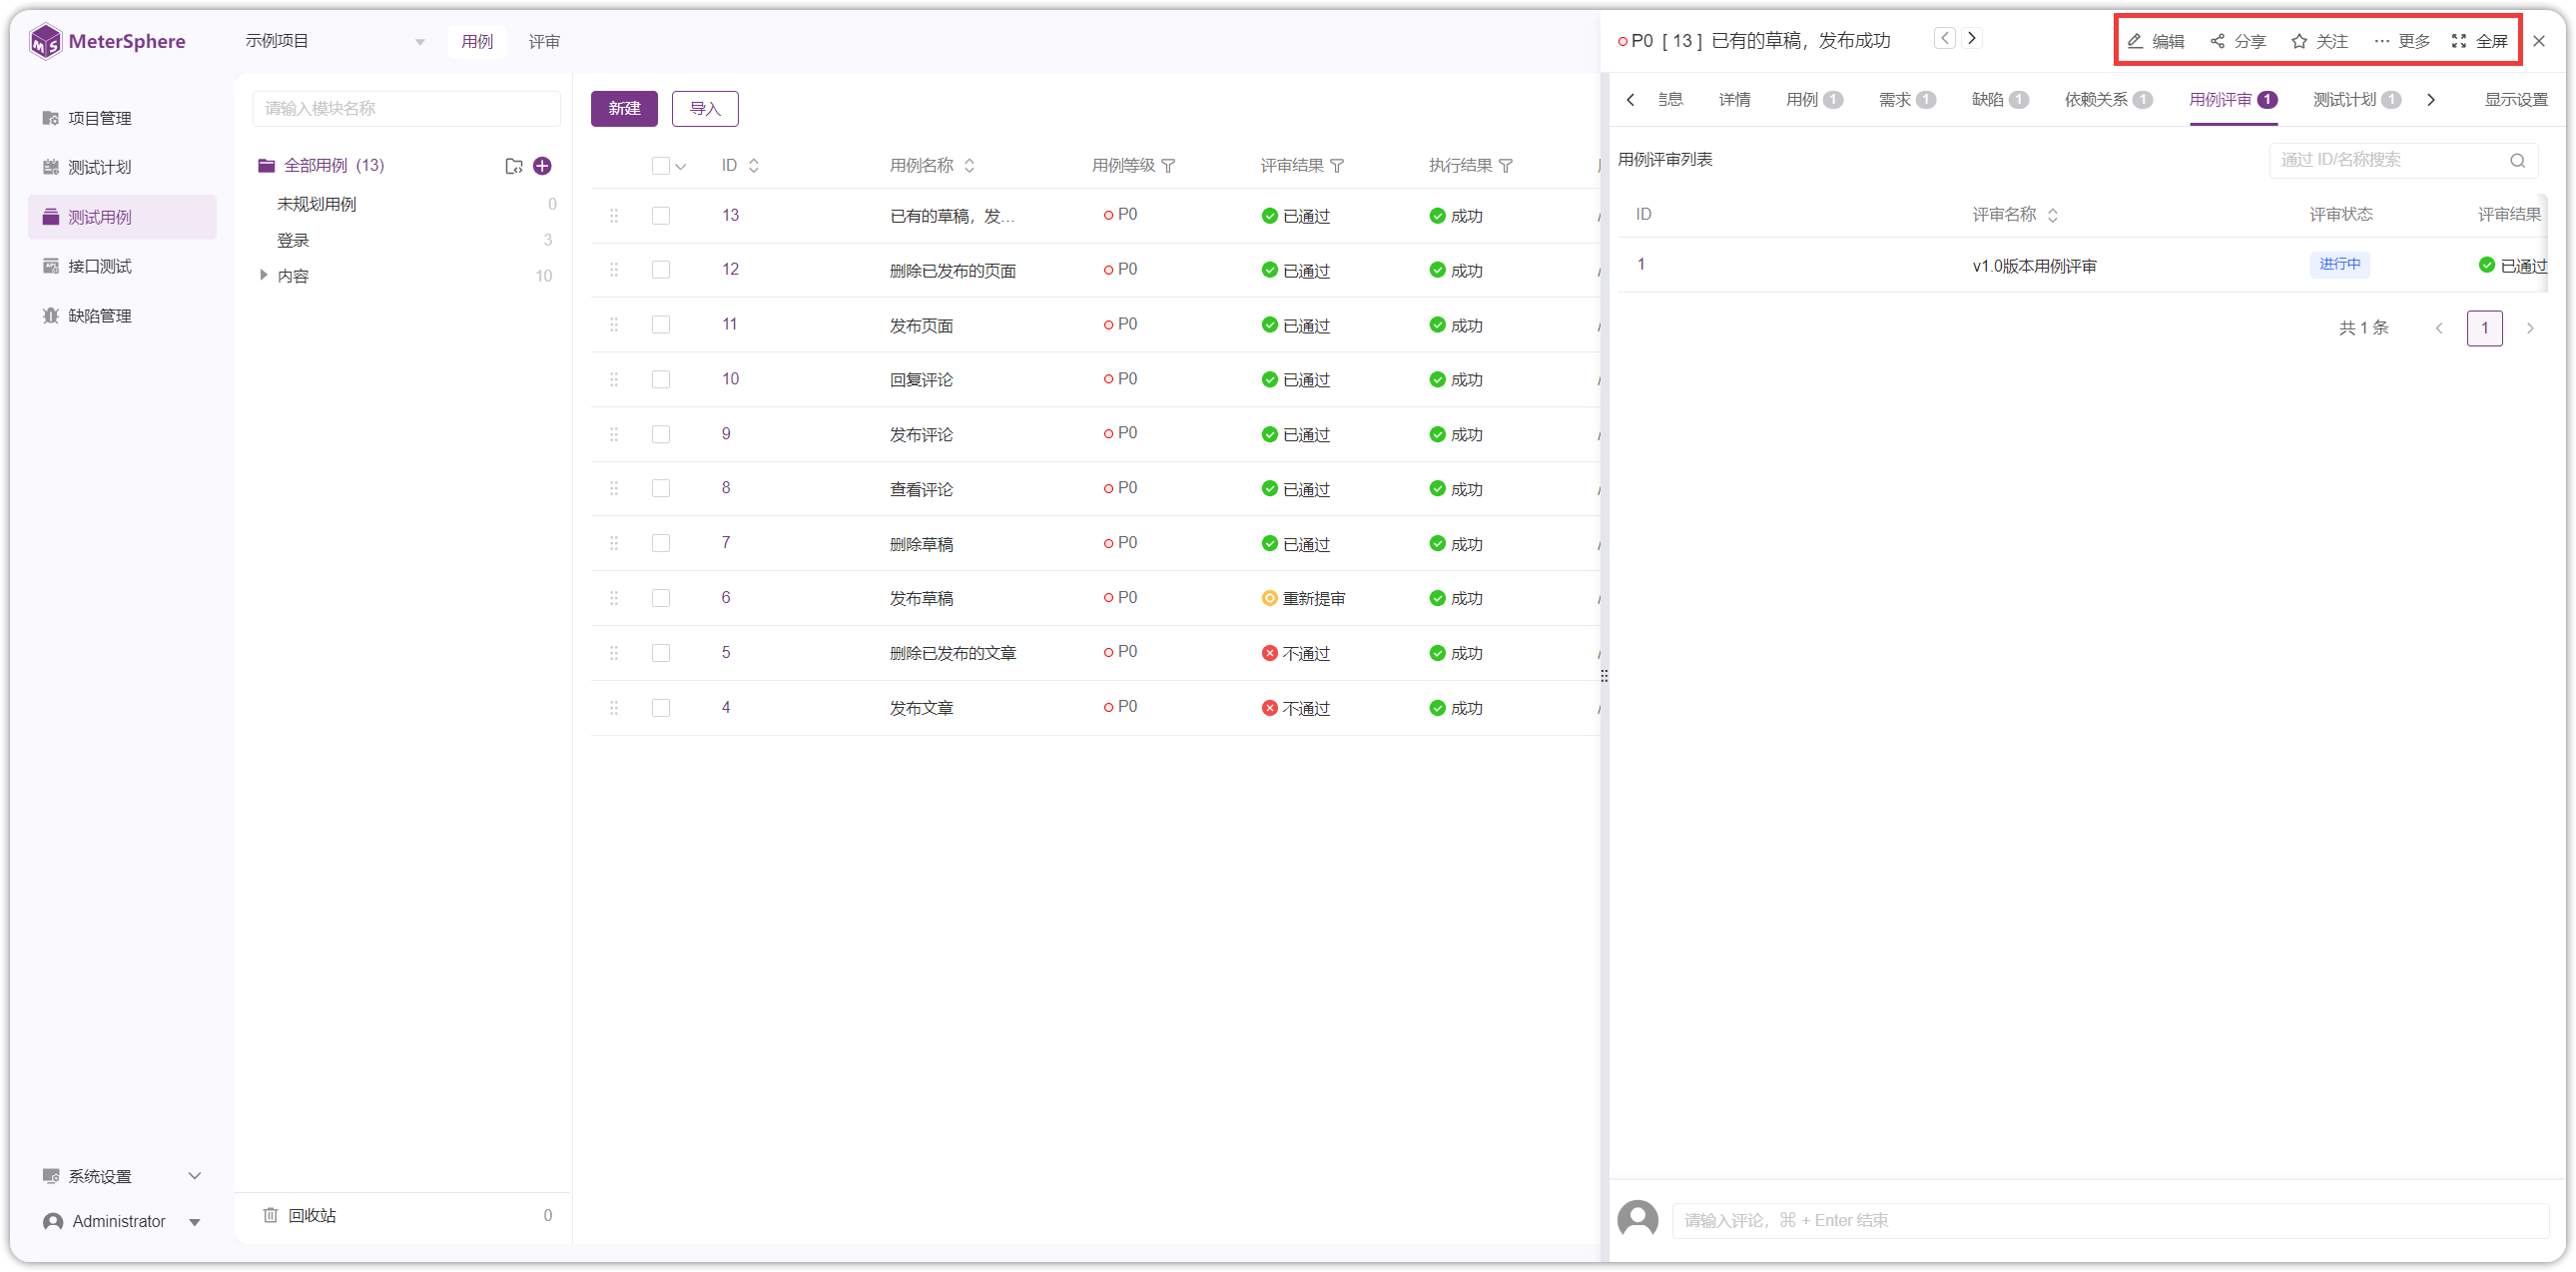 MeterSphere
示例项目
用例 评审
项目管理
测试计划
测试用例
接口测试
缺陷管理
系统设置
Administrator
请输入模块名称
全部用例 (13)
未规划用例 0
登录 3
内容 10
回收站 0
新建 导入
ID 用例名称 用例等级 评审结果 执行结果
13 已有的草稿，发... P0 已通过 成功
12 删除已发布的页面 P0 已通过 成功
11 发布页面 P0 已通过 成功
10 回复评论 P0 已通过 成功
9 发布评论 P0 已通过 成功
8 查看评论 P0 已通过 成功
7 删除草稿 P0 已通过 成功
6 发布草稿 P0 重新提审 成功
5 删除已发布的文章 P0 不通过 成功
4 发布文章 P0 不通过 成功
P0 [ 13 ] 已有的草稿，发布成功
编辑 分享 关注 ··· 更多 全屏
息 详情 用例 1 需求 1 缺陷 1 依赖关系 1 用例评审 1 测试计划 1 显示设置
用例评审列表
通过 ID/名称搜索
ID 评审名称 评审状态 评审结果
1 v1.0版本用例评审 进行中 已通过
共 1 条 1
请输入评论，⌘ + Enter 结束